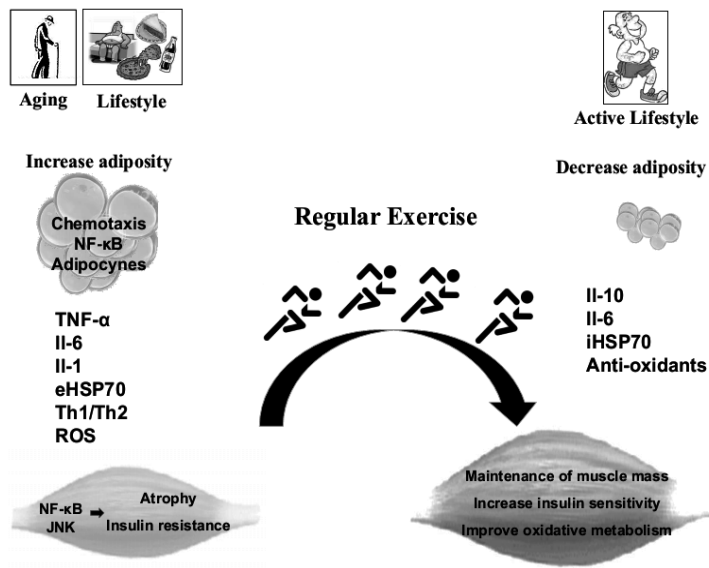 Aging
Lifestyle
Increase adiposity
Chemotaxis
NF-κB
Adipocynes
TNF-α
Il-6
Il-1
eHSP70
Th1/Th2
ROS
NF-κB
JNK
Atrophy
Insulin resistance
Regular Exercise
Active Lifestyle
Decrease adiposity
Il-10
Il-6
iHSP70
Anti-oxidants
Maintenance of muscle mass
Increase insulin sensitivity
Improve oxidative metabolism